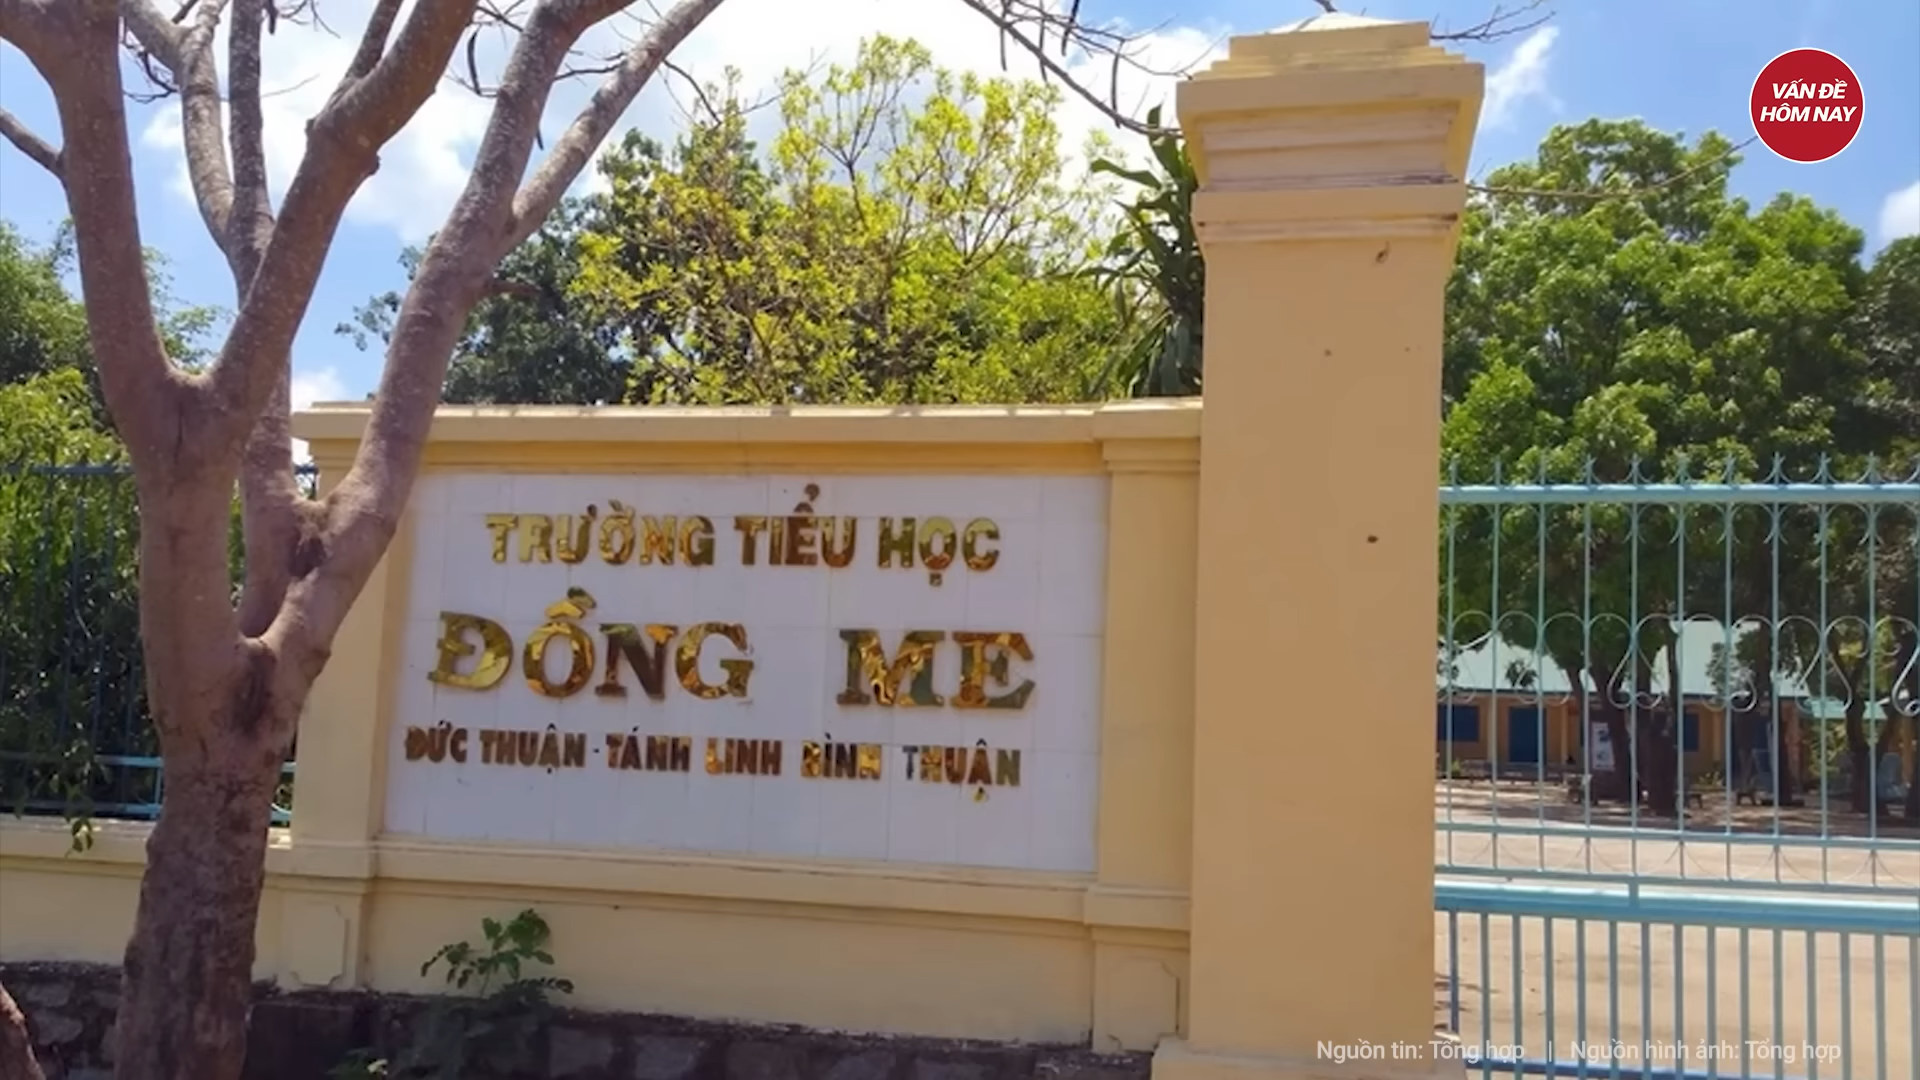 VẤN ĐỀ
HÔM NAY
TRƯỜNG TIỂU HỌC
ĐỒNG ME
ĐỨC THUẬN - TÁNH LINH BÌNH THUẬN
Nguồn tin: Tổng hợp | Nguồn hình ảnh: Tổng hợp